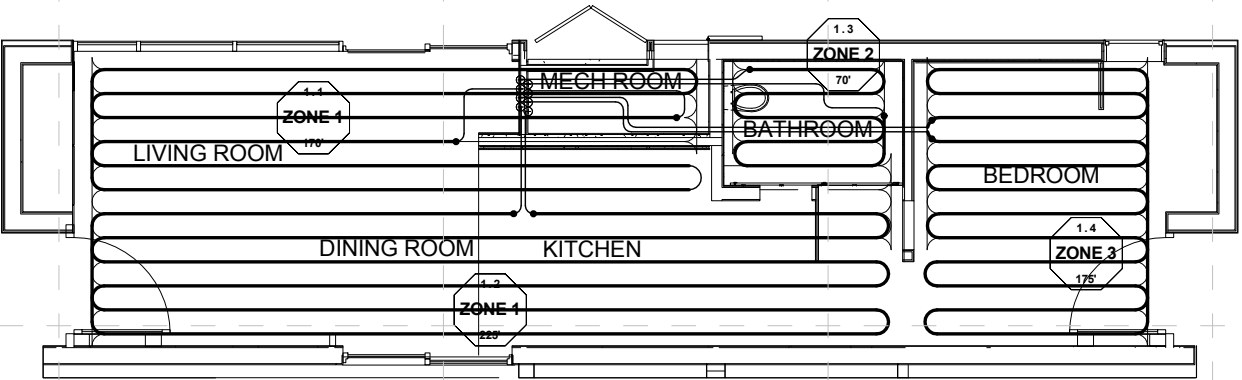 1.3
ZONE 2
70'
MECH ROOM
1.1
ZONE 1
170'
BATHROOM
LIVING ROOM
BEDROOM
1.4
ZONE 3
175'
DINING ROOM
KITCHEN
1.2
ZONE 1
225'